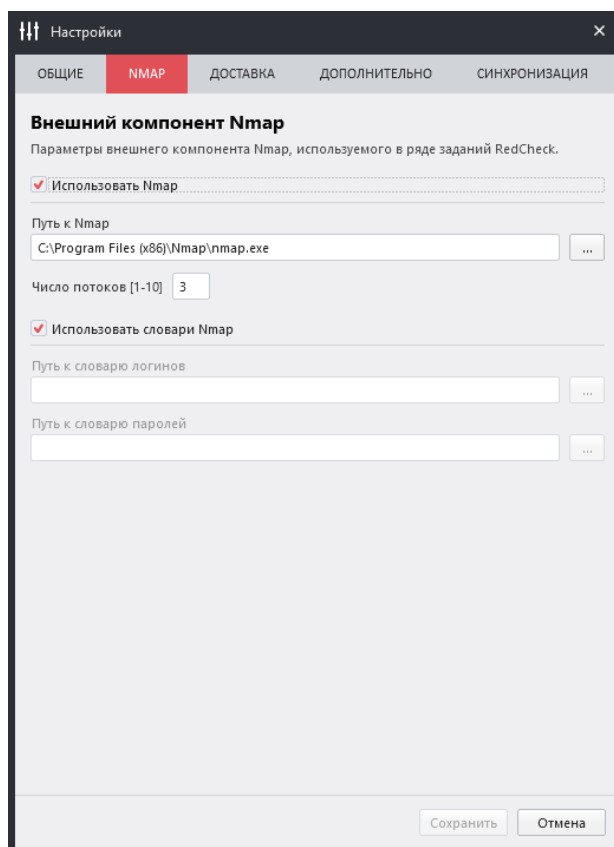 Настройки
ОБЩИЕ NMAP ДОСТАВКА ДОПОЛНИТЕЛЬНО СИНХРОНИЗАЦИЯ
Внешний компонент Nmap
Параметры внешнего компонента Nmap, используемого в ряде заданий RedCheck.
Использовать Nmap
Путь к Nmap
C:\Program Files (x86)\Nmap\nmap.exe ...
Число потоков [1-10] 3
Использовать словари Nmap
Путь к словарю логинов
...
Путь к словарю паролей
...
Сохранить Отмена